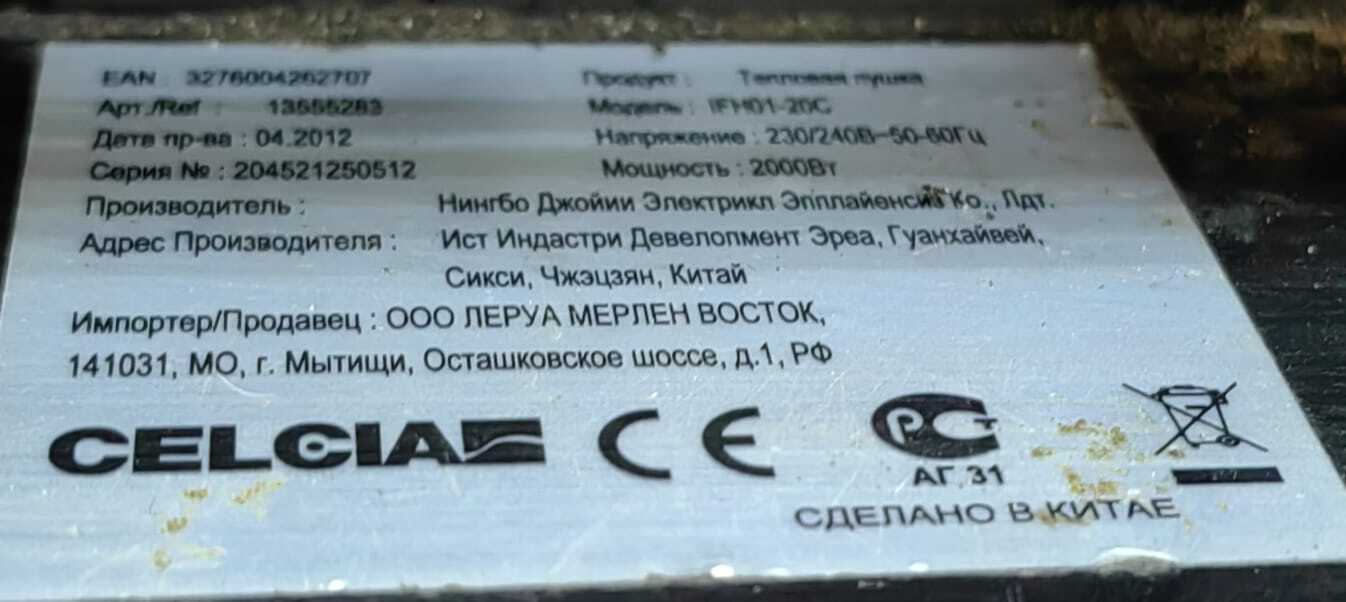 EAN : 3276004262707 Продукт : Тепловая пушка
Арт./Ref : 13555283 Модель : IFH01-20C
Дата пр-ва : 04.2012 Напряжение : 230/240В~50-60Гц
Серия № : 204521250512 Мощность : 2000Вт
Производитель : Нингбо Джойии Электрикл Эпплайенсиз Ко., Лдт.
Адрес Производителя : Ист Индастри Девелопмент Эреа, Гуанхайвей,
Сикси, Чжэцзян, Китай
Импортер/Продавец : ООО ЛЕРУА МЕРЛЕН ВОСТОК,
141031, МО, г. Мытищи, Осташковское шоссе, д.1, РФ
CELCIA CE РСТ
АГ 31
СДЕЛАНО В КИТАЕ